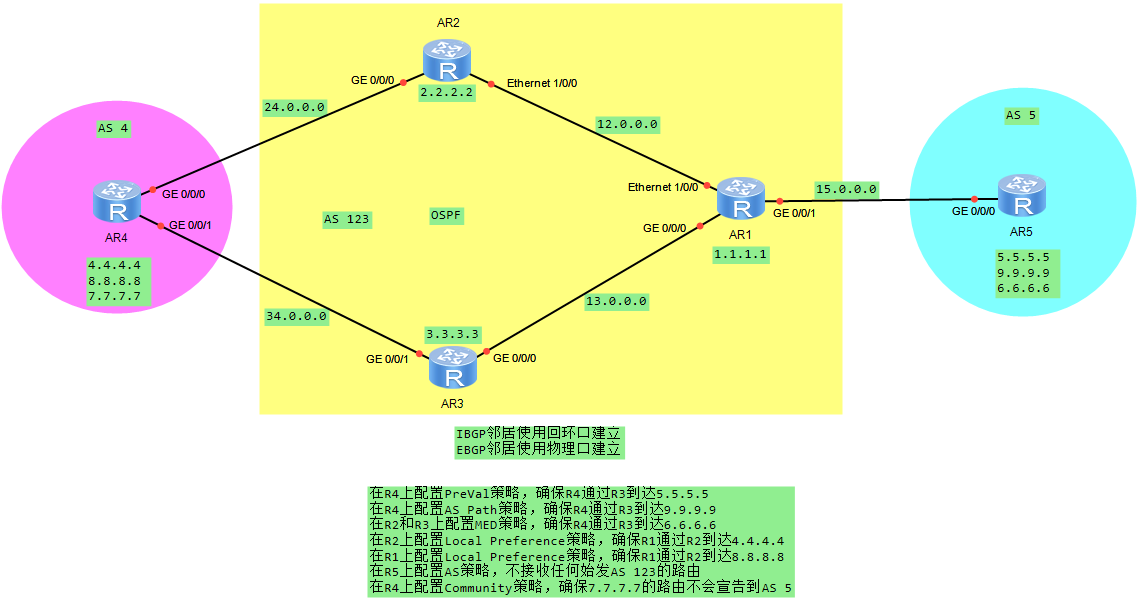 AR2
GE 0/0/0
Ethernet 1/0/0
2.2.2.2
24.0.0.0
12.0.0.0
AS 4
AS 5
GE 0/0/0
Ethernet 1/0/0
15.0.0.0
GE 0/0/1
GE 0/0/0
AS 123
OSPF
GE 0/0/1
GE 0/0/0
AR4
AR1
AR5
1.1.1.1
4.4.4.4
8.8.8.8
7.7.7.7
5.5.5.5
9.9.9.9
6.6.6.6
34.0.0.0
13.0.0.0
3.3.3.3
GE 0/0/1
GE 0/0/0
AR3
IBGP邻居使用回环口建立
EBGP邻居使用物理口建立
在R4上配置PreVal策略，确保R4通过R3到达5.5.5.5
在R4上配置AS_Path策略，确保R4通过R3到达9.9.9.9
在R2和R3上配置MED策略，确保R4通过R3到达6.6.6.6
在R2上配置Local Preference策略，确保R1通过R2到达4.4.4.4
在R1上配置Local Preference策略，确保R1通过R2到达8.8.8.8
在R5上配置AS策略，不接收任何始发AS 123的路由
在R4上配置Community策略，确保7.7.7.7的路由不会宣告到AS 5